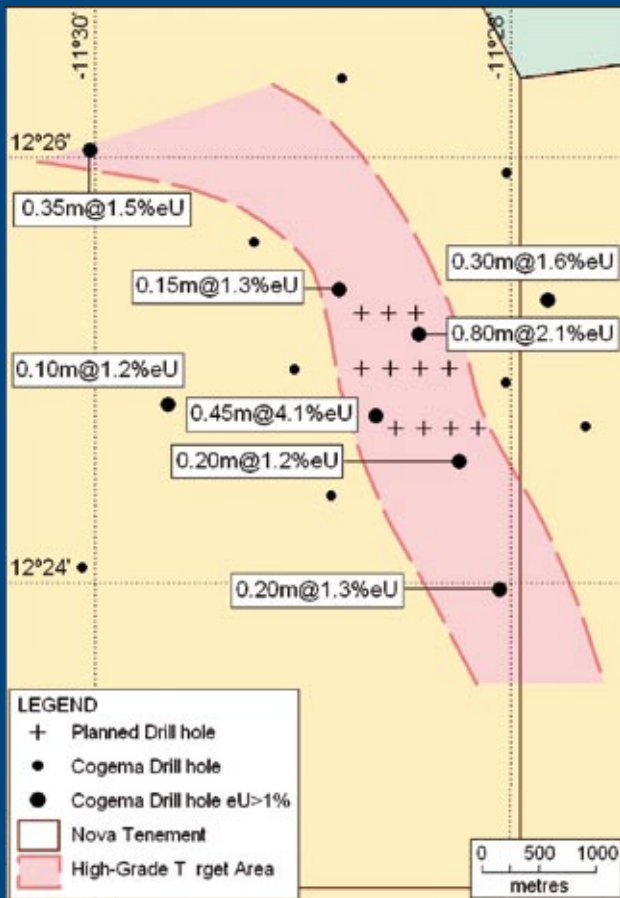 -11°30'
-11°28'
12°26'
0.35m@1.5%eU
0.30m@1.6%eU
0.15m@1.3%eU
0.80m@2.1%eU
0.10m@1.2%eU
0.45m@4.1%eU
0.20m@1.2%eU
12°24'
0.20m@1.3%eU
LEGEND
Planned Drill hole
Cogema Drill hole
Cogema Drill hole eU>1%
Nova Tenement
High-Grade T rget Area
0 500 1000
metres